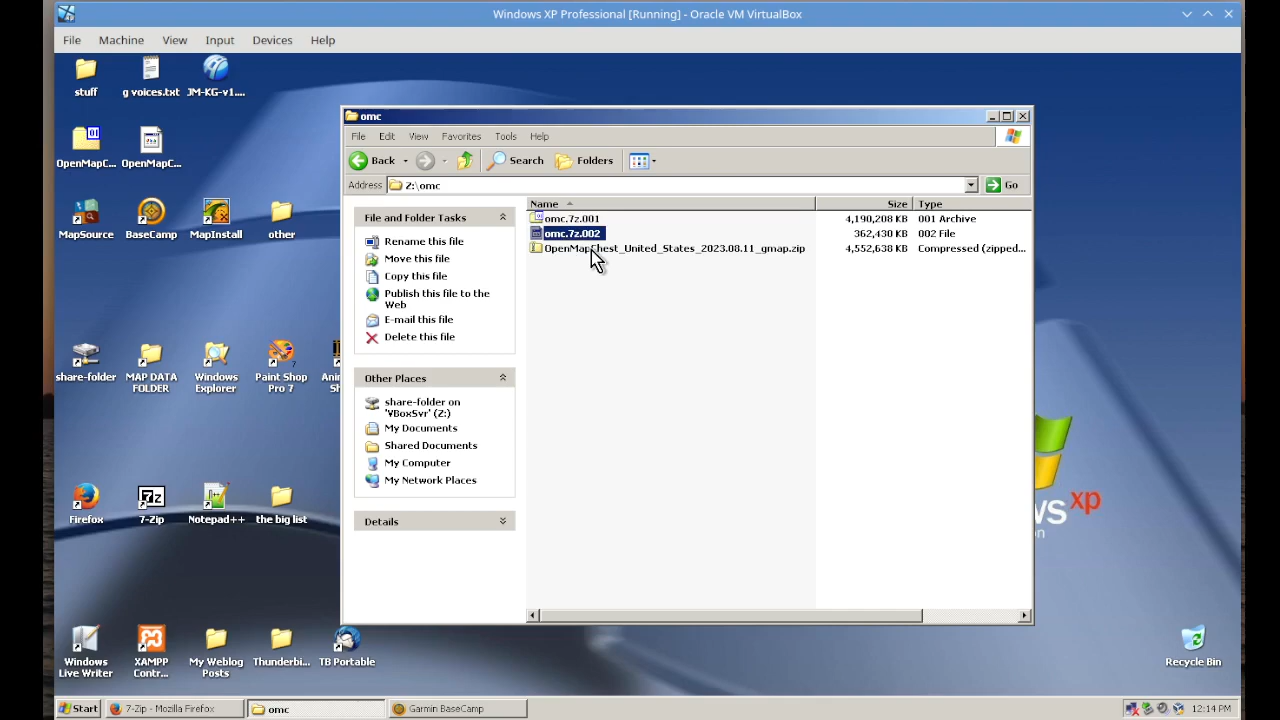 Windows XP Professional [Running] - Oracle VM VirtualBox
File Machine View Input Devices Help
stuff
g voices.txt
JM-KG-v1....
OpenMapC...
OpenMapC...
MapSource
BaseCamp
MapInstall
other
share-folder
MAP DATA
FOLDER
Windows
Explorer
Paint Shop
Pro 7
Firefox
7z
7-Zip
Notepad++
the big list
Windows
Live Writer
XAMPP
Contr...
My Weblog
Posts
Thunderbi...
TB Portable
omc
File Edit View Favorites Tools Help
Back Search Folders
Address Z:\omc Go
File and Folder Tasks
Rename this file
Move this file
Copy this file
Publish this file to the
Web
E-mail this file
Delete this file
Other Places
share-folder on
'¥BoxSvr' (Z:)
My Documents
Shared Documents
My Computer
My Network Places
Details
Name Size Type
omc.7z.001 4,190,208 KB 001 Archive
omc.7z.002 362,430 KB 002 File
OpenMapChest_United_States_2023.08.11_gmap.zip 4,552,638 KB Compressed (zipped...
xp
Recycle Bin
Start 7-Zip - Mozilla Firefox omc Garmin BaseCamp 12:14 PM